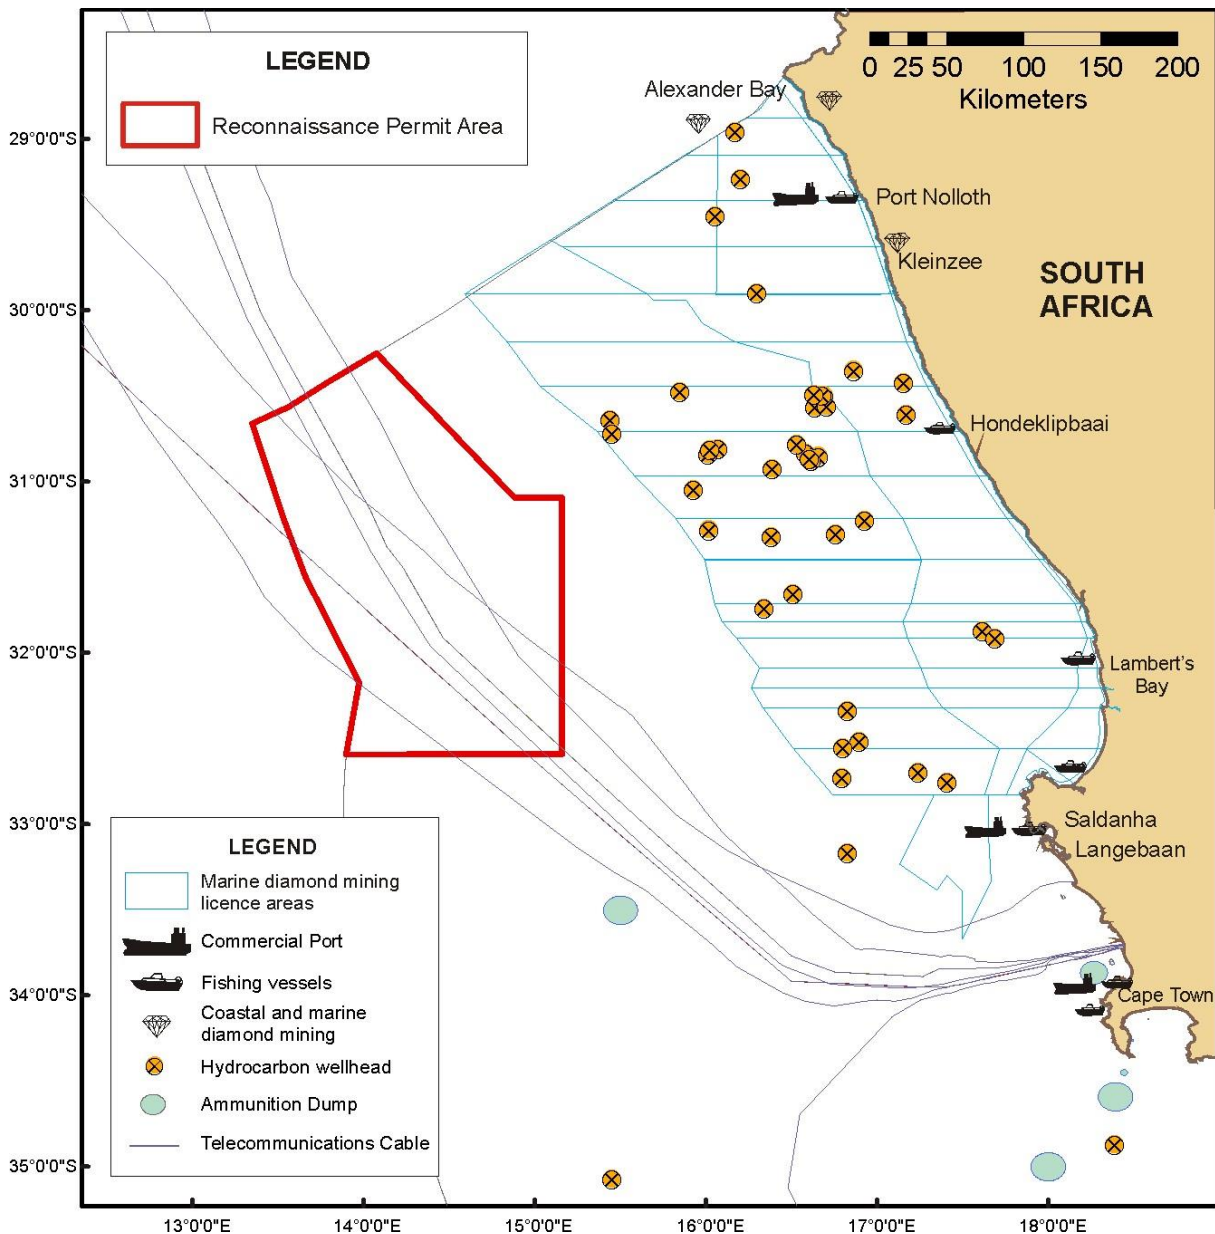 LEGEND
Reconnaissance Permit Area
0 25 50 100 150 200
Kilometers
Alexander Bay
29°0'0"S
Port Nolloth
Kleinzee
SOUTH
AFRICA
30°0'0"S
Hondeklipbaai
31°0'0"S
32°0'0"S
Lambert's
Bay
33°0'0"S
Saldanha
Langebaan
LEGEND
Marine diamond mining
licence areas
Commercial Port
Fishing vessels
Coastal and marine
diamond mining
Hydrocarbon wellhead
Ammunition Dump
Telecommunications Cable
34°0'0"S
Cape Town
35°0'0"S
13°0'0"E 14°0'0"E 15°0'0"E 16°0'0"E 17°0'0"E 18°0'0"E